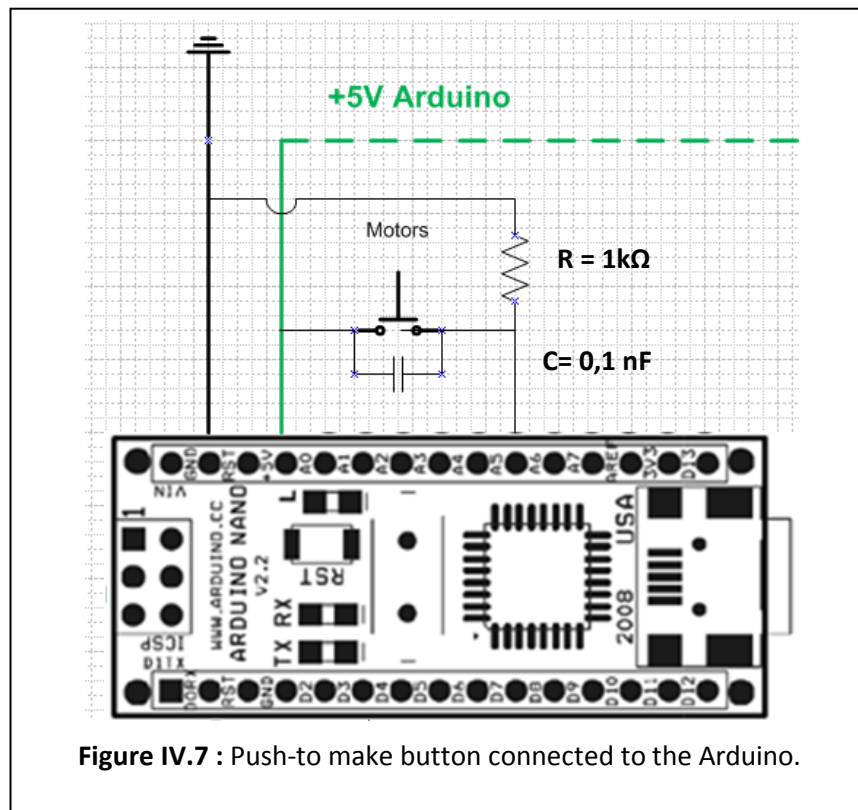 +5V Arduino
Motors
R = 1kΩ
C= 0,1 nF
VIN
GND
RST
+5V
A0
A1
A2
A3
A4
A5
A6
A7
AREF
3V3
D13
1
ICSP
WWW.ARDUINO.CC
ARDUINO NANO
V2.2
L
RST
TX RX
USA
2008
RST
GND
D2
D3
D4
D5
D6
D7
D8
D9
D10
D11
D12
Figure IV.7 : Push-to make button connected to the Arduino.